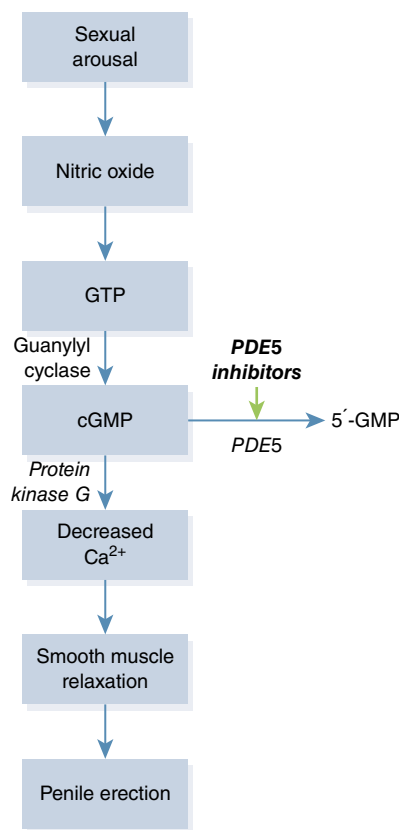 Sexual
arousal
Nitric oxide
GTP
Guanylyl
cyclase
PDE5
inhibitors
cGMP
5´-GMP
PDE5
Protein
kinase G
Decreased
Ca²⁺
Smooth muscle
relaxation
Penile erection